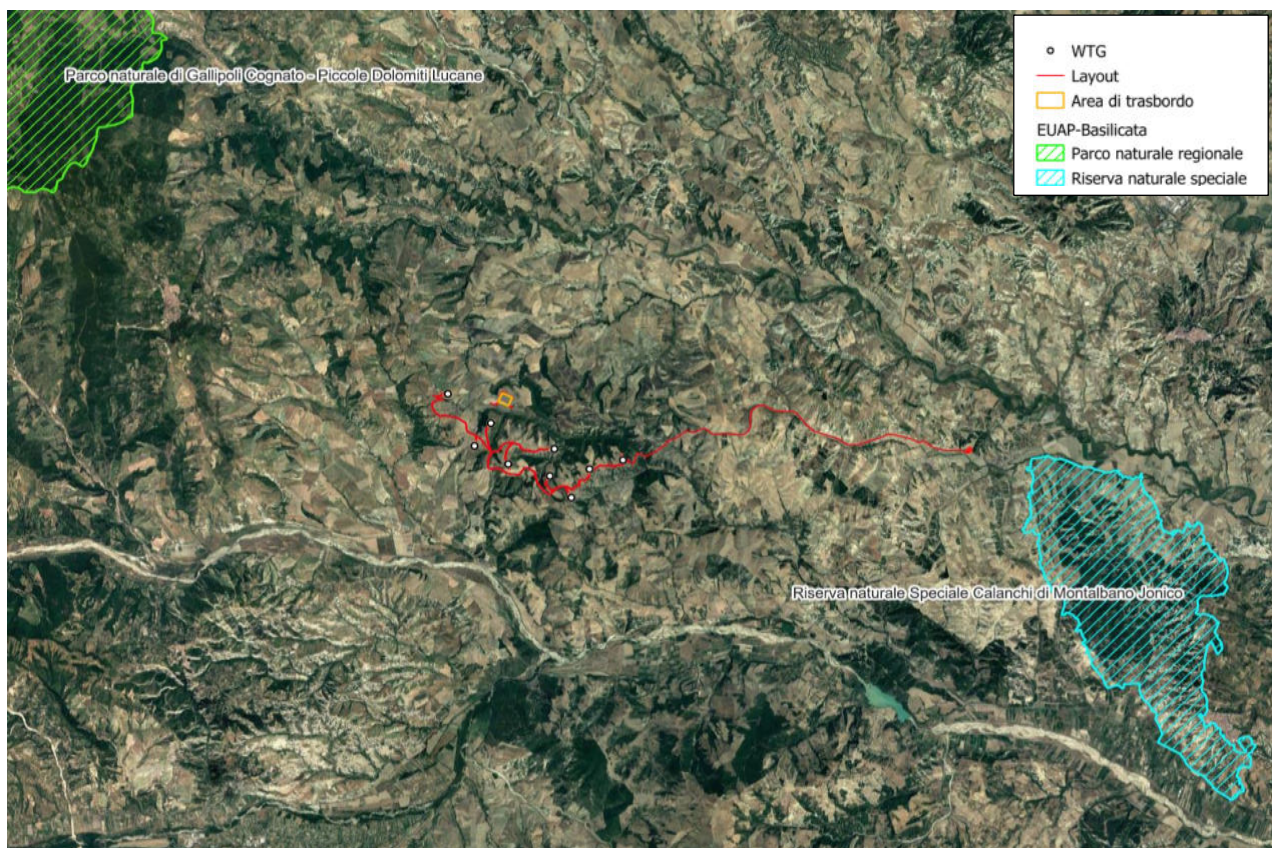 Parco naturale di Gallipoli Cognato - Piccole Dolomiti Lucane
WTG
Layout
Area di trasbordo
EUAP-Basilicata
Parco naturale regionale
Riserva naturale speciale
Riserva naturale Speciale Calanchi di Montalbano Jonico